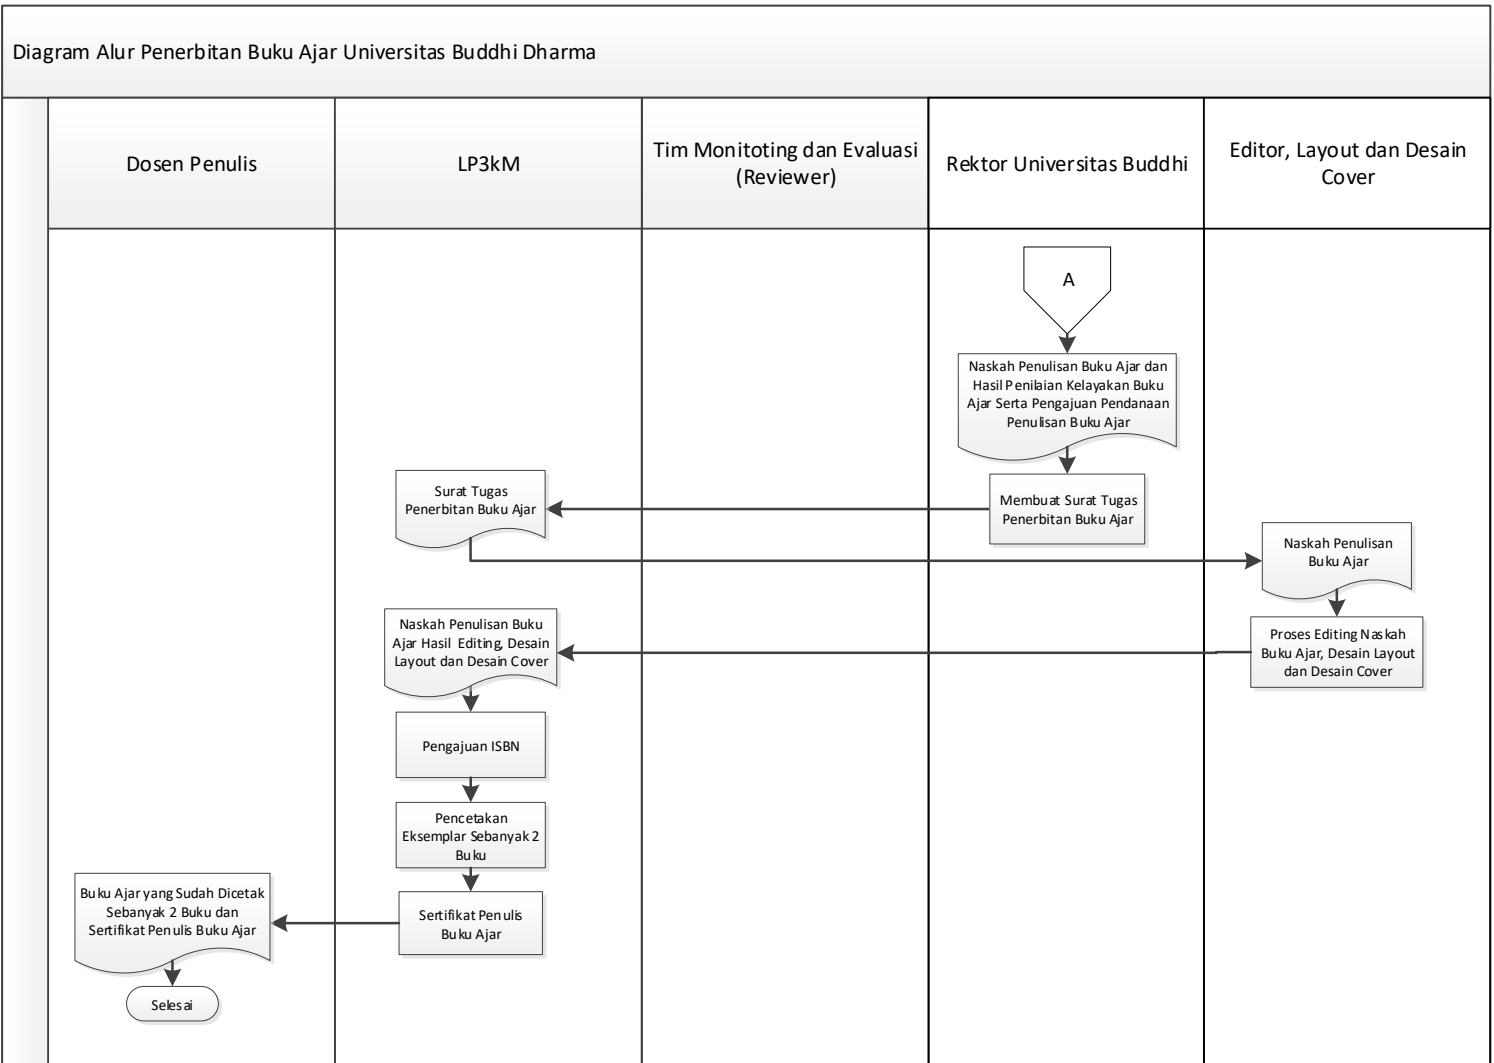 Diagram Alur Penerbitan Buku Ajar Universitas Buddhi Dharma
Dosen Penulis
LP3kM
Tim Monitoting dan Evaluasi
(Reviewer)
Rektor Universitas Buddhi
Editor, Layout dan Desain
Cover
A
Naskah Penulisan Buku Ajar dan
Hasil Penilaian Kelayakan Buku
Ajar Serta Pengajuan Pendanaan
Penulisan Buku Ajar
Membuat Surat Tugas
Penerbitan Buku Ajar
Surat Tugas
Penerbitan Buku Ajar
Naskah Penulisan
Buku Ajar
Proses Editing Naskah
Buku Ajar, Desain Layout
dan Desain Cover
Naskah Penulisan Buku
Ajar Hasil Editing, Desain
Layout dan Desain Cover
Pengajuan ISBN
Pencetakan
Eksemplar Sebanyak 2
Buku
Sertifikat Penulis
Buku Ajar
Buku Ajar yang Sudah Dicetak
Sebanyak 2 Buku dan
Sertifikat Penulis Buku Ajar
Selesai